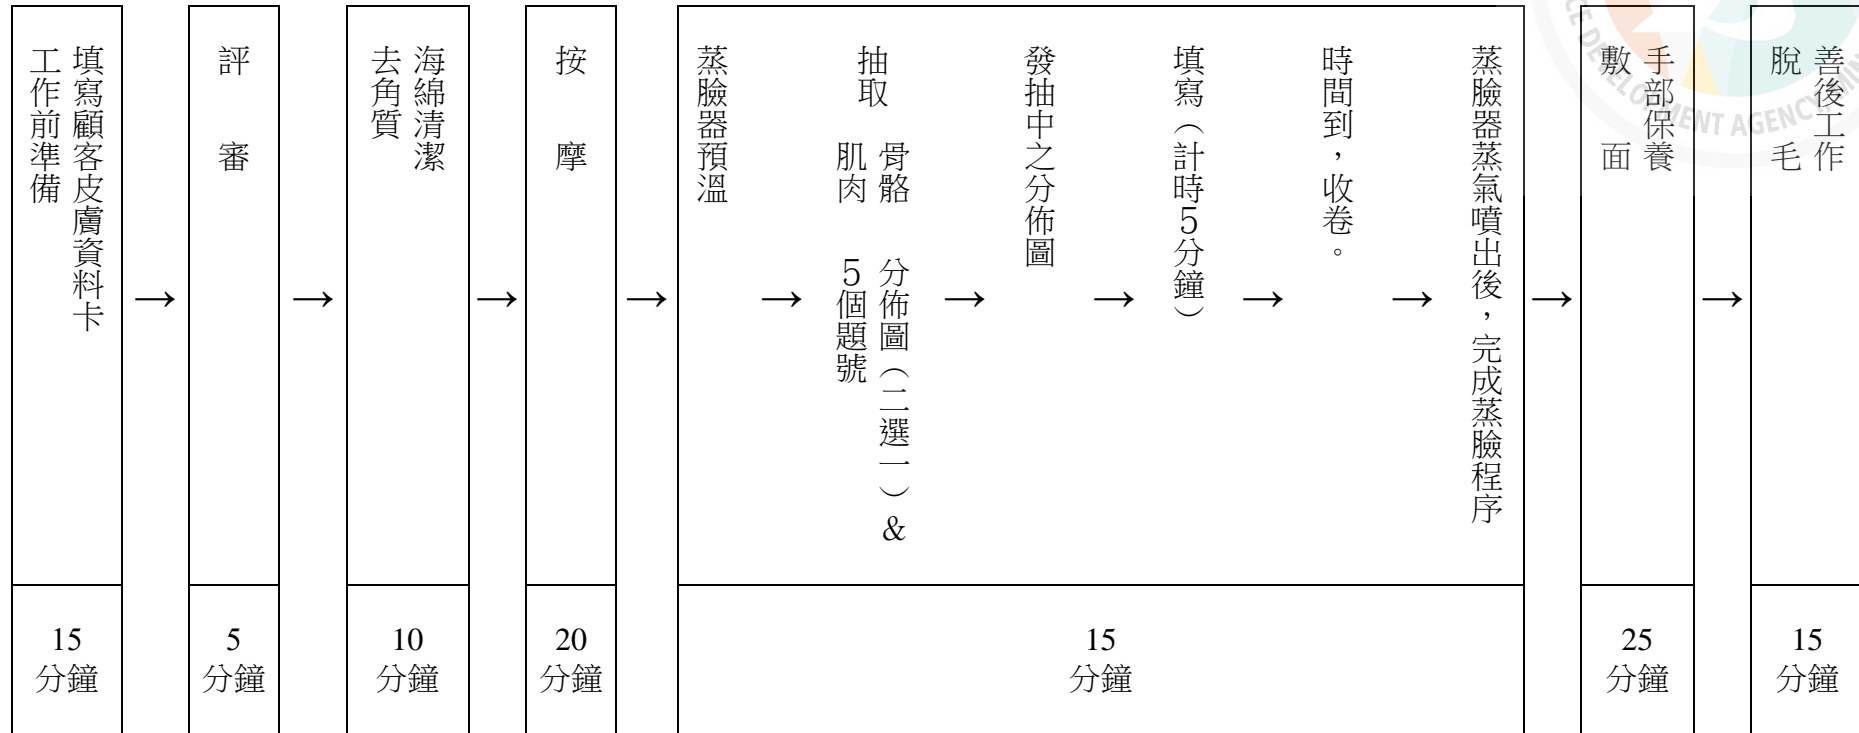 填寫顧客皮膚資料卡
工作前準備
→
評審
→
海綿清潔
去角質
→
按摩
→
蒸臉器預溫
→
抽取 骨骼 分佈圖（二選一）&
肌肉 5個題號
→
發抽中之分佈圖
→
填寫（計時5分鐘）
→
時間到，收卷。
→
蒸臉器蒸氣噴出後，完成蒸臉程序
→
手部保養
敷面
→
善後工作
脫毛
15
分鐘
5
分鐘
10
分鐘
20
分鐘
15
分鐘
25
分鐘
15
分鐘